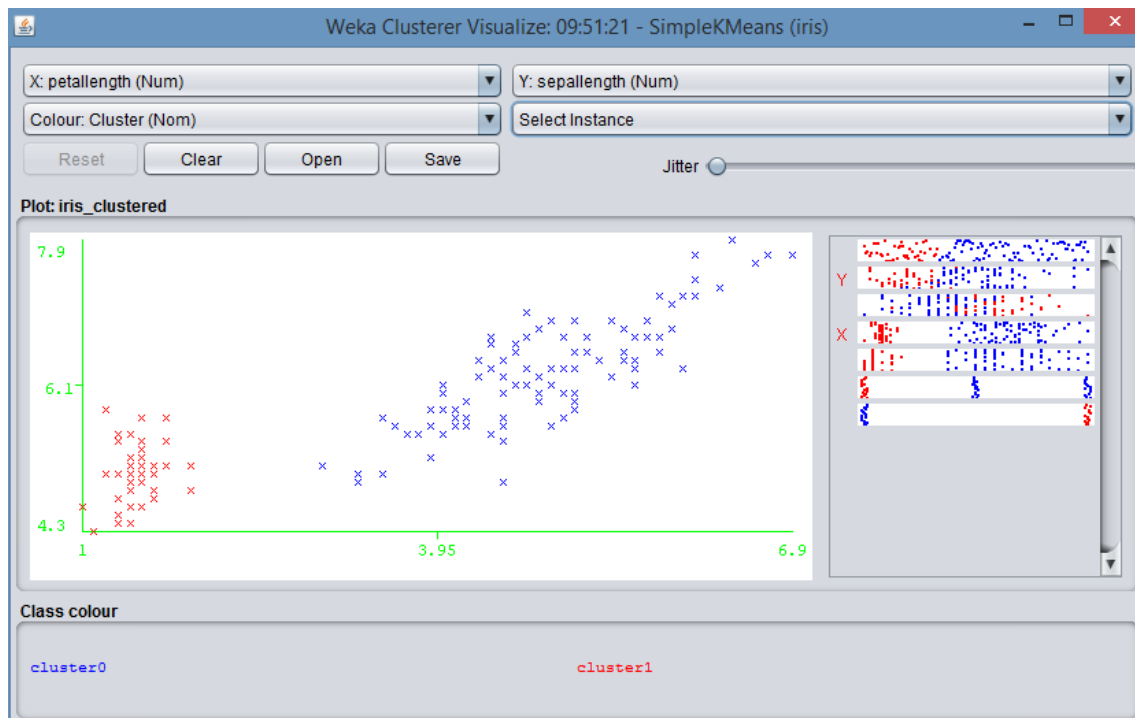 Weka Clusterer Visualize: 09:51:21 - SimpleKMeans (iris)
X: petallength (Num) Y: sepallength (Num)
Colour: Cluster (Nom) Select Instance
Reset Clear Open Save Jitter
Plot: iris_clustered
7.9
6.1
4.3
1 3.95 6.9
Y
X
Class colour
cluster0 cluster1